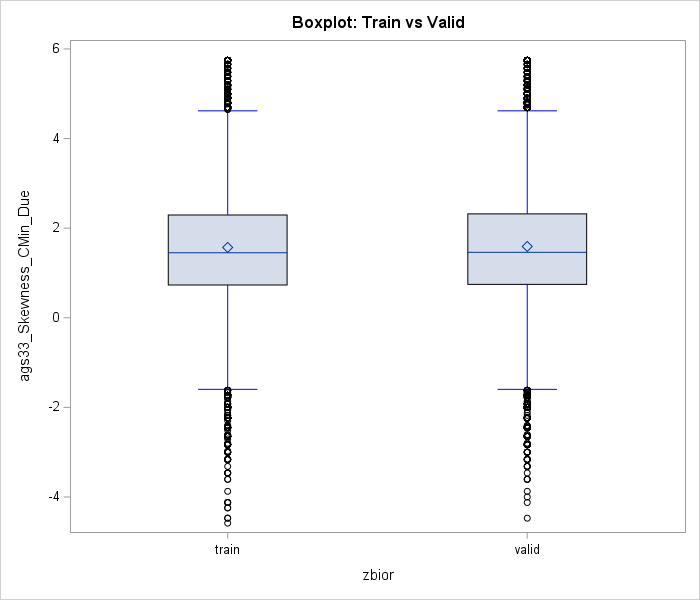 Boxplot: Train vs Valid
6
4
2
0
-2
-4
ags33_Skewness_CMin_Due
train
valid
zbior